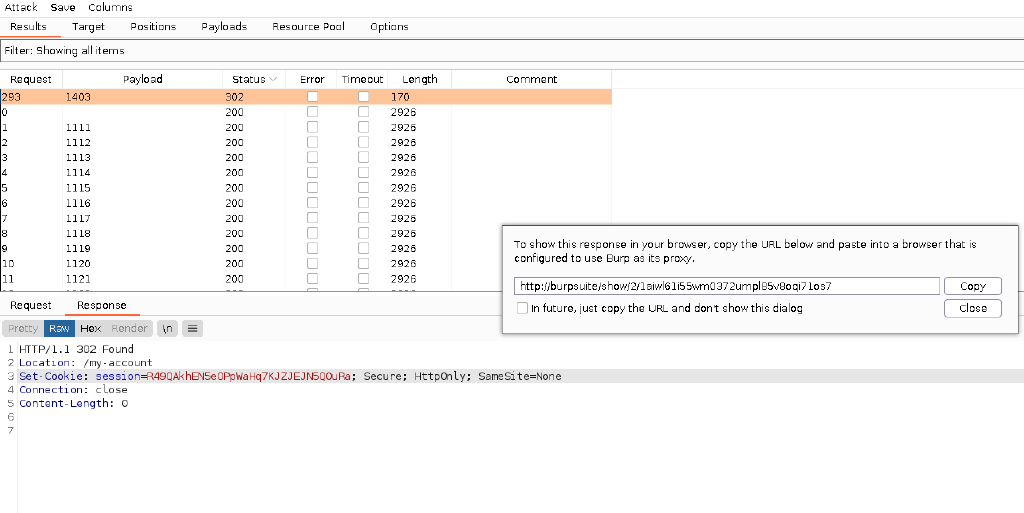 Attack Save Columns
Results Target Positions Payloads Resource Pool Options
Filter: Showing all items
Request Payload Status Error Timeout Length Comment
293 1403 302 170
0 200 2926
1 1111 200 2926
2 1112 200 2926
3 1113 200 2926
4 1114 200 2926
5 1115 200 2926
6 1116 200 2926
7 1117 200 2926
8 1118 200 2926
9 1119 200 2926
10 1120 200 2926
11 1121 200 2926
To show this response in your browser, copy the URL below and paste into a browser that is
configured to use Burp as its proxy.
http://burpsuite/show/2/1aiwl61i55wm0372umpl85v8oqi71os7 Copy
In future, just copy the URL and don't show this dialog Close
Request Response
Pretty Raw Hex Render \n
1 HTTP/1.1 302 Found
2 Location: /my-account
3 Set-Cookie: session=R49QAkhEN5eOPpWaHq7KJZJEJN5QOuRa; Secure; HttpOnly; SameSite=None
4 Connection: close
5 Content-Length: 0
6
7